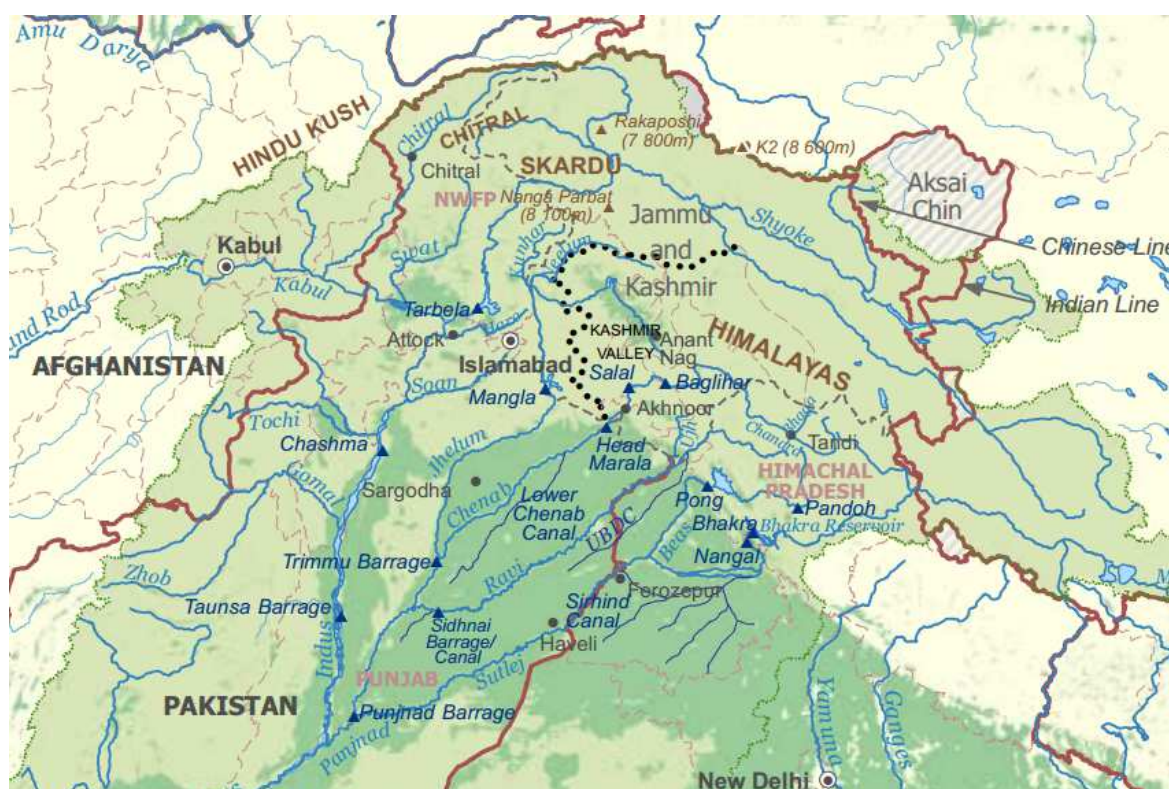 Amu Darya
HINDU KUSH
Chitral
CHITRAL
Chitral
Rakaposhi
(7 800m)
K2 (8 600m)
SKARDU
NWFP
Nanga Parbat
(8 100m)
Aksai
Chin
Jammu
and
Kashmir
Shyoke
Chinese Line
Indian Line
Kabul
Kabul
Swat
Kunhar
Tarbela
Attock
Islamabad
KASHMIR
VALLEY
Anant
Nag
HIMALAYAS
AFGHANISTAN
Soan
Mangla
Salal
Baglihar
Akhnoor
Tochi
Chashma
Jhelum
Head
Marala
Ujh
Chandra
Tandi
Goma
Sargodha
Chenab
Lower
Chenab
Canal
HIMACHAL
PRADESH
Pong
Pandoh
UBDC
Beas
Bhakra
Bhakra Reservoir
Nangal
Zhob
Trimmu Barrage
Ravi
Ferozepur
Taunsa Barrage
Sidhnai
Barrage/
Canal
Sirhind
Canal
Haveli
Indus
PUNJAB
Sutlej
PAKISTAN
Punjnad Barrage
Panjnad
Yamuna
Ganges
New Delhi